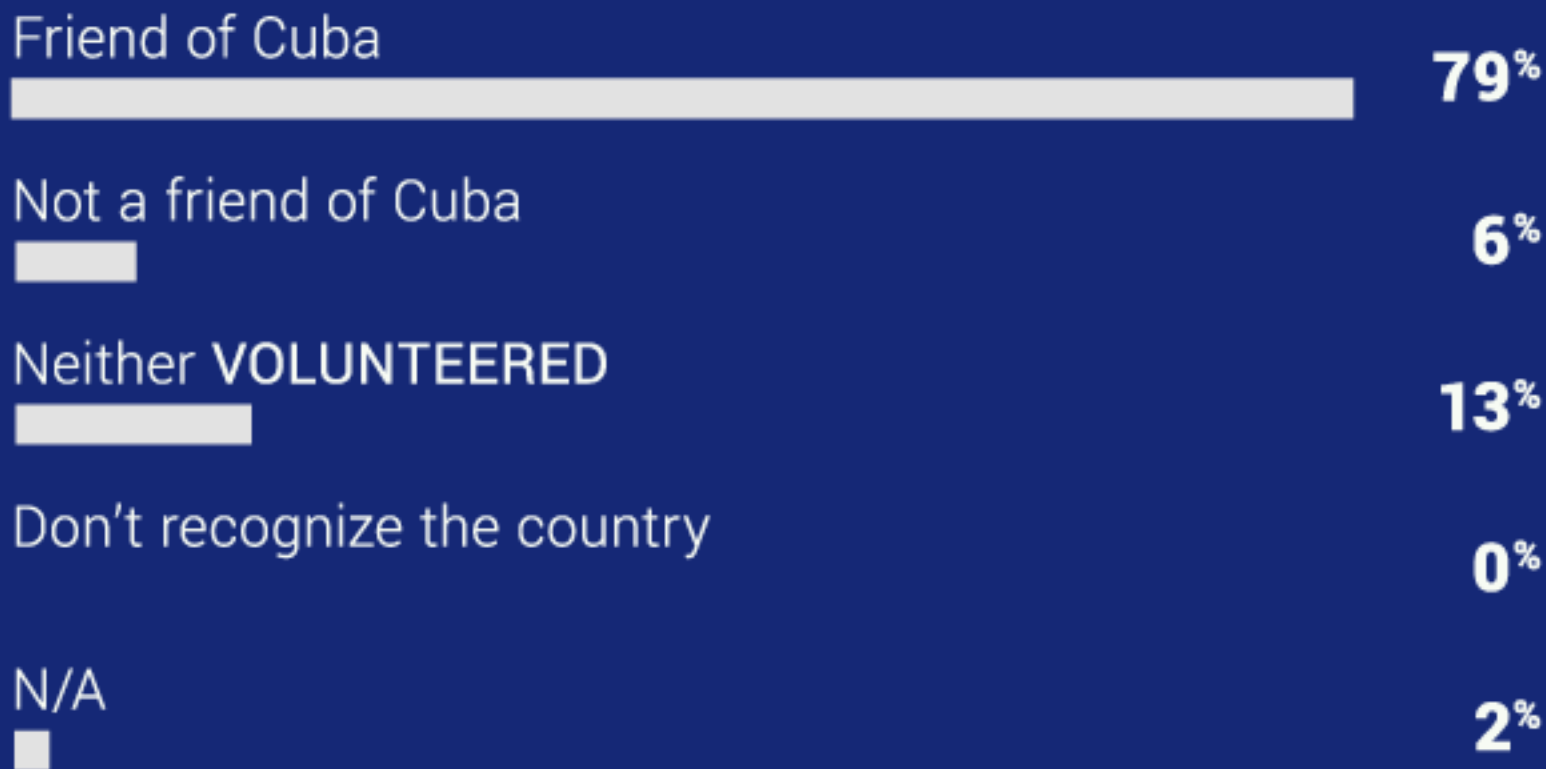 Friend of Cuba
79%
Not a friend of Cuba
6%
Neither VOLUNTEERED
13%
Don't recognize the country
0%
N/A
2%